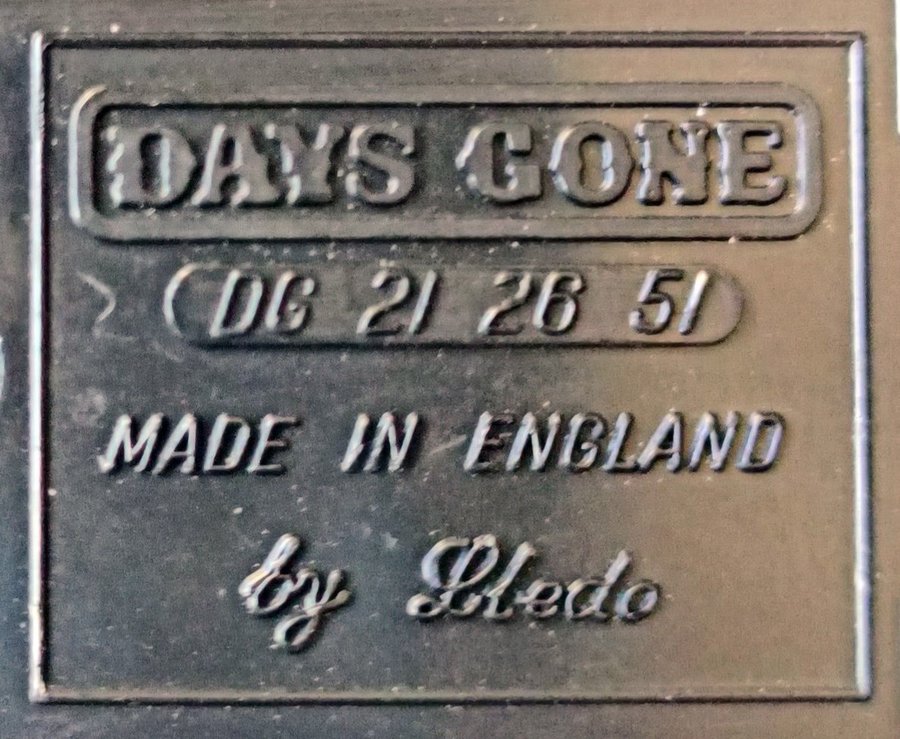 DAYS GONE
DG 21 26 51
MADE IN ENGLAND
by Lledo